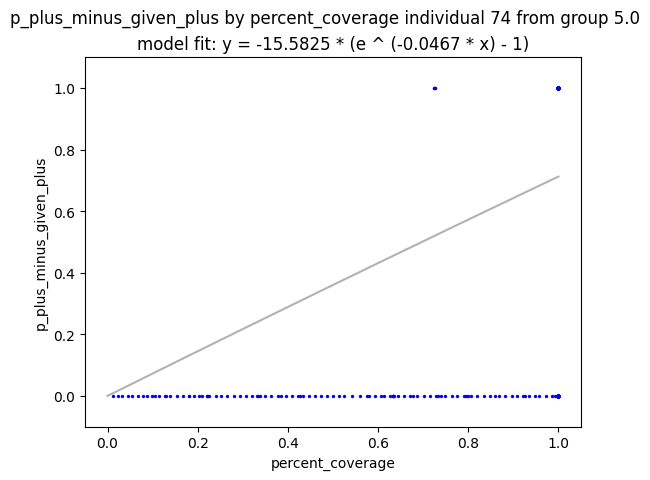 p_plus_minus_given_plus by percent_coverage individual 74 from group 5.0
model fit: y = -15.5825 * (e ^ (-0.0467 * x) - 1)
p_plus_minus_given_plus
1.0
0.8
0.6
0.4
0.2
0.0
0.0 0.2 0.4 0.6 0.8 1.0
percent_coverage